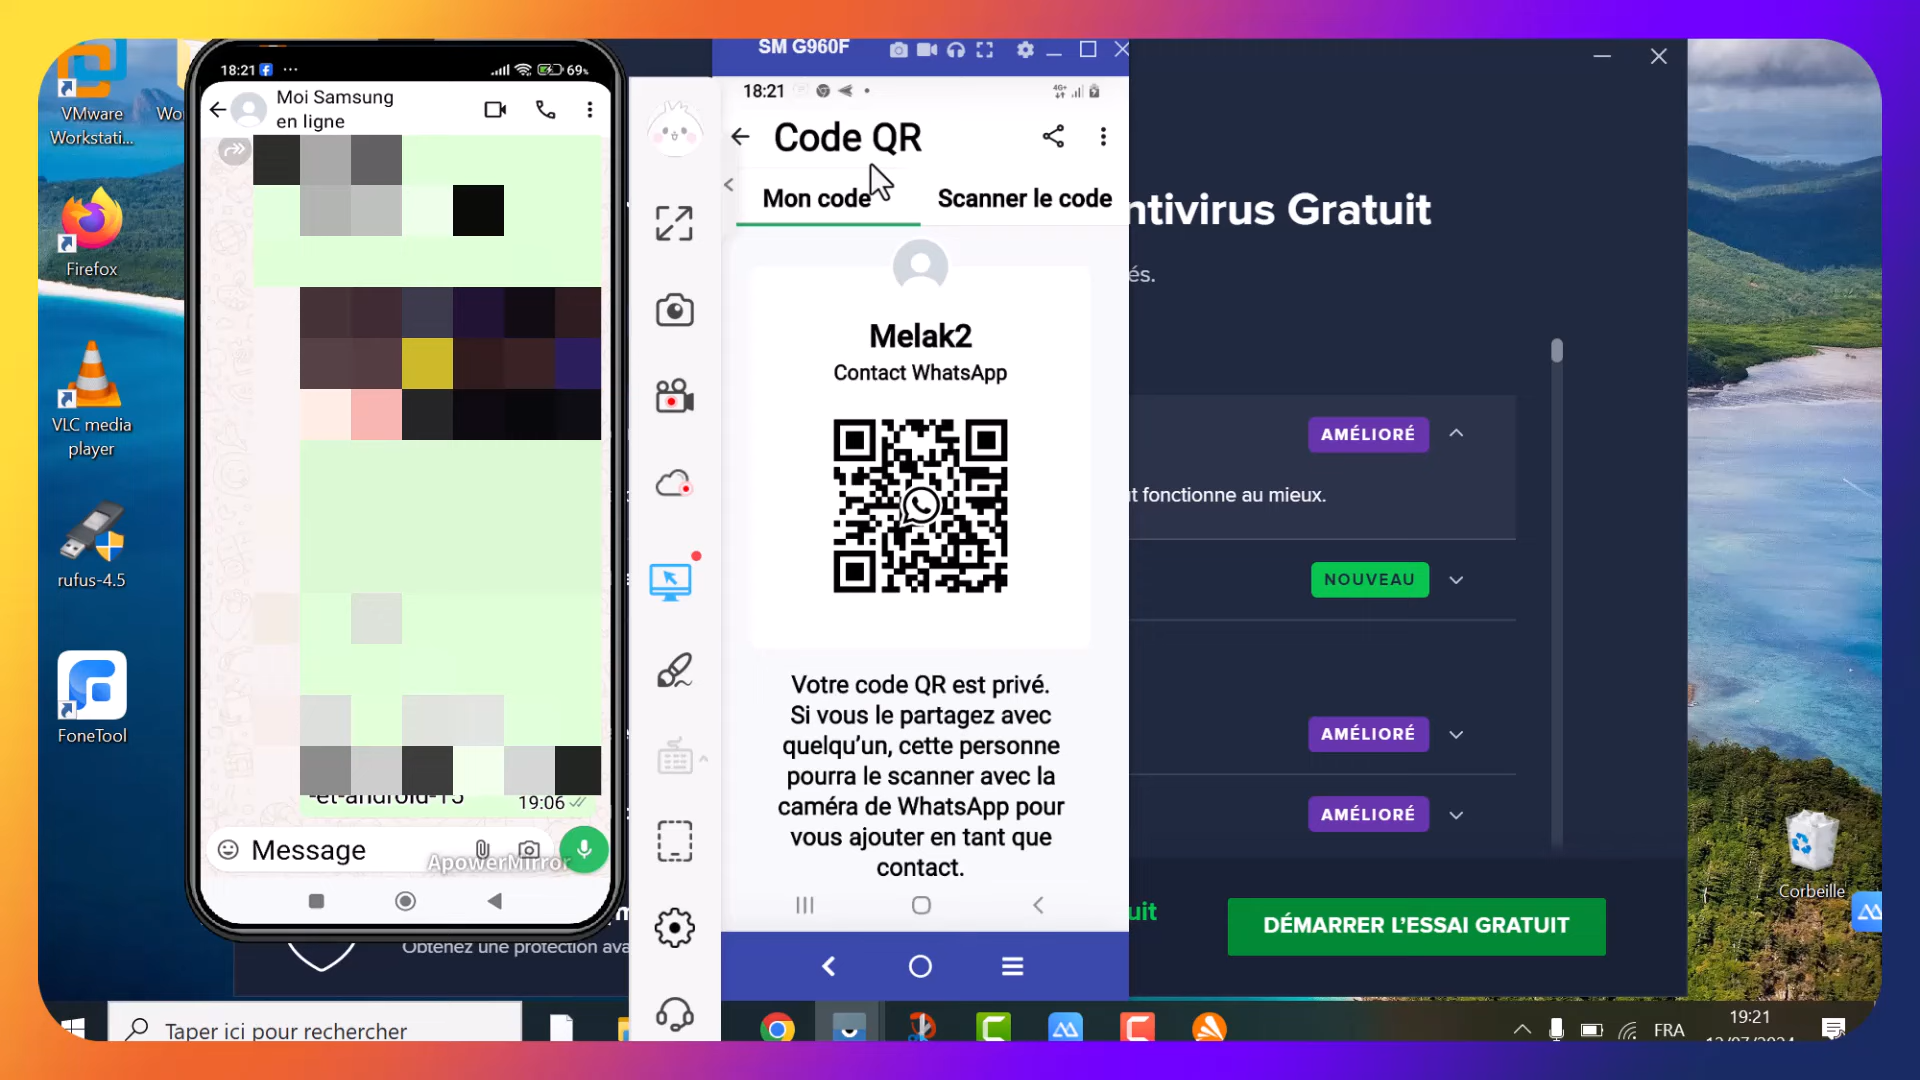 VMware
Workstati...
Wo
Firefox
VLC media
player
rufus-4.5
FoneTool
18:21
69%
Moi Samsung
en ligne
-et-android-15
19:06
Message
ApowerMirror
SM G960F
18:21
4G+
Code QR
Mon code
Scanner le code
Melak2
Contact WhatsApp
Votre code QR est privé.
Si vous le partagez avec
quelqu’un, cette personne
pourra le scanner avec la
caméra de WhatsApp pour
vous ajouter en tant que
contact.
ntivirus Gratuit
és.
AMÉLIORÉ
t fonctionne au mieux.
NOUVEAU
AMÉLIORÉ
AMÉLIORÉ
uit
DÉMARRER L’ESSAI GRATUIT
Obtenez une protection ava
Corbeille
Taper ici pour rechercher
FRA
19:21